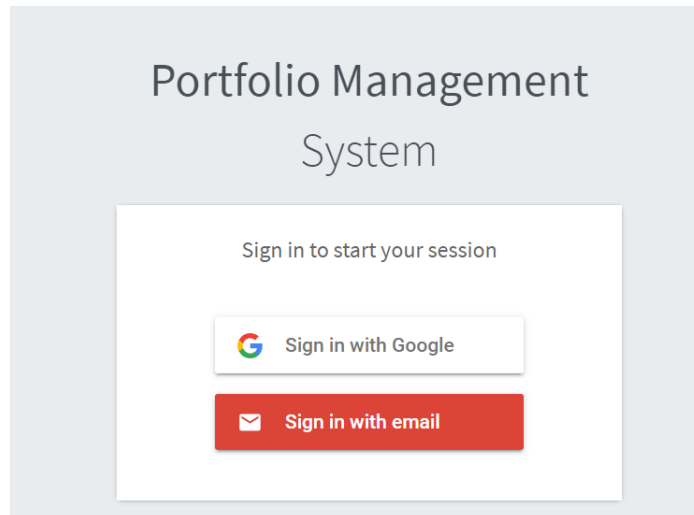 Portfolio Management
System
Sign in to start your session
Sign in with Google
Sign in with email